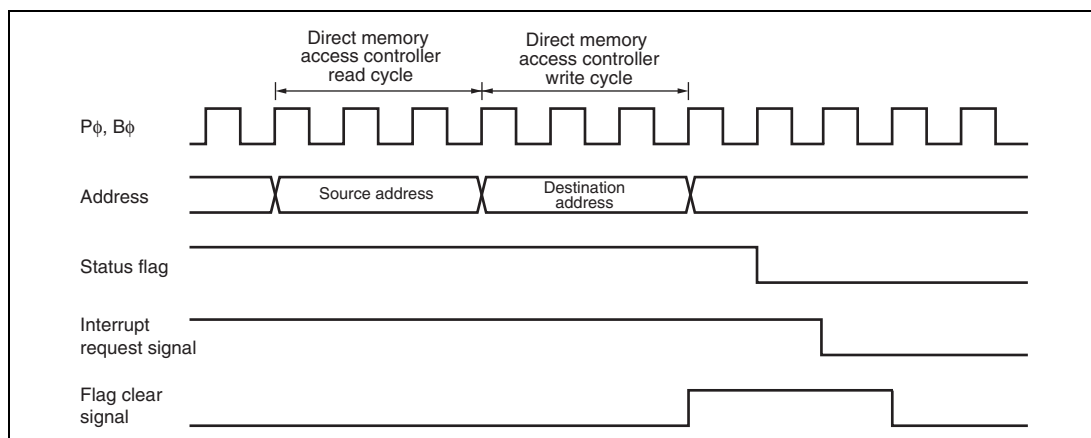 Direct memory
access controller
read cycle
Direct memory
access controller
write cycle
Pϕ, Bϕ
Address
Source address
Destination
address
Status flag
Interrupt
request signal
Flag clear
signal